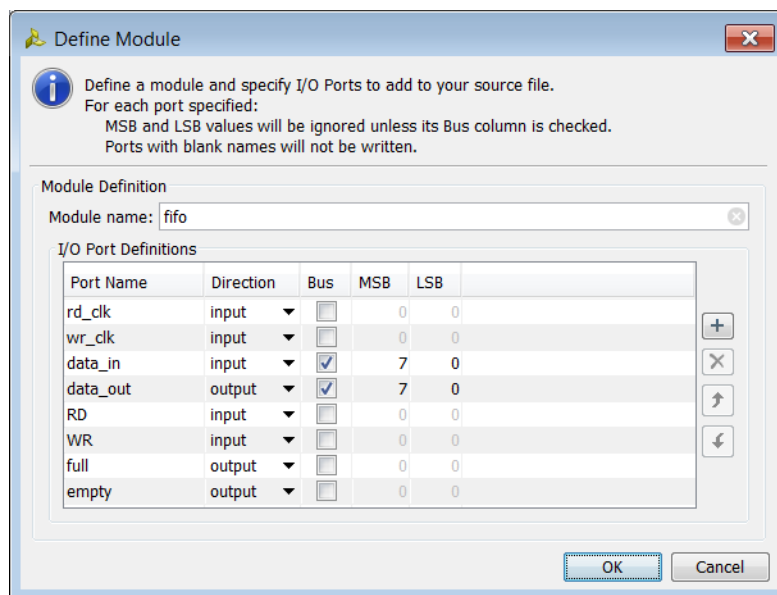 Define Module
Define a module and specify I/O Ports to add to your source file.
For each port specified:
MSB and LSB values will be ignored unless its Bus column is checked.
Ports with blank names will not be written.
Module Definition
Module name: fifo
I/O Port Definitions
Port Name Direction Bus MSB LSB
rd_clk input 0 0
wr_clk input 0 0
data_in input 7 0
data_out output 7 0
RD input 0 0
WR input 0 0
full output 0 0
empty output 0 0
OK Cancel